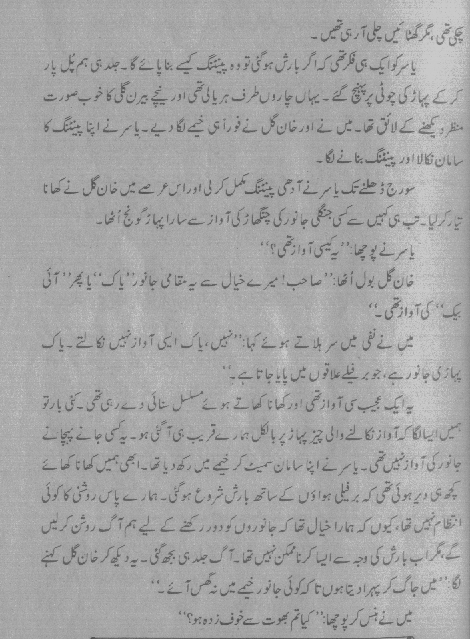 چکی تھی، مگر گھٹائیں چلی آ رہی تھیں۔
یاسر کو ایک ہی فکر تھی کہ اگر بارش ہو گئی تو وہ پینٹنگ کیسے بنا پائے گا۔ جلد ہی ہم پل پار
کر کے پہاڑ کی چوٹی پر پہنچ گئے۔ یہاں چاروں طرف ہریالی تھی اور نیچے بیرن گلی کا خوب صورت
منظر دیکھنے کے لائق تھا۔ میں نے اور خان گل نے فوراً ہی خیمے لگا دیے۔ یاسر نے اپنا پینٹنگ کا
سامان نکالا اور پینٹنگ بنانے لگا۔
سورج ڈھلنے تک یاسر نے آدھی پینٹنگ مکمل کر لی اور اس عرصے میں خان گل نے کھانا
تیار کر لیا۔ تب ہی کہیں سے کسی جنگلی جانور کی چنگھاڑ کی آواز سے سارا پہاڑ گونج اُٹھا۔
یاسر نے پوچھا: ’’یہ کیسی آواز تھی؟‘‘
خان گل بول اُٹھا: ’’صاحب! میرے خیال سے یہ مقامی جانور ’’یاک‘‘ یا پھر ’’آئی
بیک‘‘ کی آواز تھی۔‘‘
میں نے نفی میں سر ہلاتے ہوئے کہا: ’’نہیں، یاک ایسی آواز نہیں نکالتے۔ یاک
پہاڑی جانور ہے، جو برفیلے علاقوں میں پایا جاتا ہے۔‘‘
یہ ایک عجیب سی آواز تھی اور کھانا کھاتے ہوئے مسلسل سنائی دے رہی تھی۔ کئی بار تو
ہمیں ایسا لگا کہ آواز نکالنے والی چیز پہاڑ پر بالکل ہمارے قریب ہی آ گئی ہو۔ یہ کسی جانے پہچانے
جانور کی آواز نہیں تھی۔ یاسر نے اپنا سامان سمیٹ کر خیمے میں رکھ دیا تھا۔ ابھی ہمیں کھانا کھائے
کچھ ہی دیر ہوئی تھی کہ برفیلی ہواؤں کے ساتھ بارش شروع ہو گئی۔ ہمارے پاس روشنی کا کوئی
انتظام نہیں تھا، کیوں کہ ہمارا خیال تھا کہ جانوروں کو دور رکھنے کے لیے ہم آگ روشن کر لیں
گے، مگر اب بارش کی وجہ سے ایسا کرنا ممکن نہیں تھا۔ آگ جلد ہی بجھ گئی۔ یہ دیکھ کر خان گل کہنے
لگا: ’’میں جاگ کر پہرا دیتا ہوں تا کہ کوئی جانور خیمے میں نہ گھس آئے۔‘‘
میں نے ہنس کر پوچھا: ’’کیا تم بھوت سے خوف زدہ ہو؟‘‘